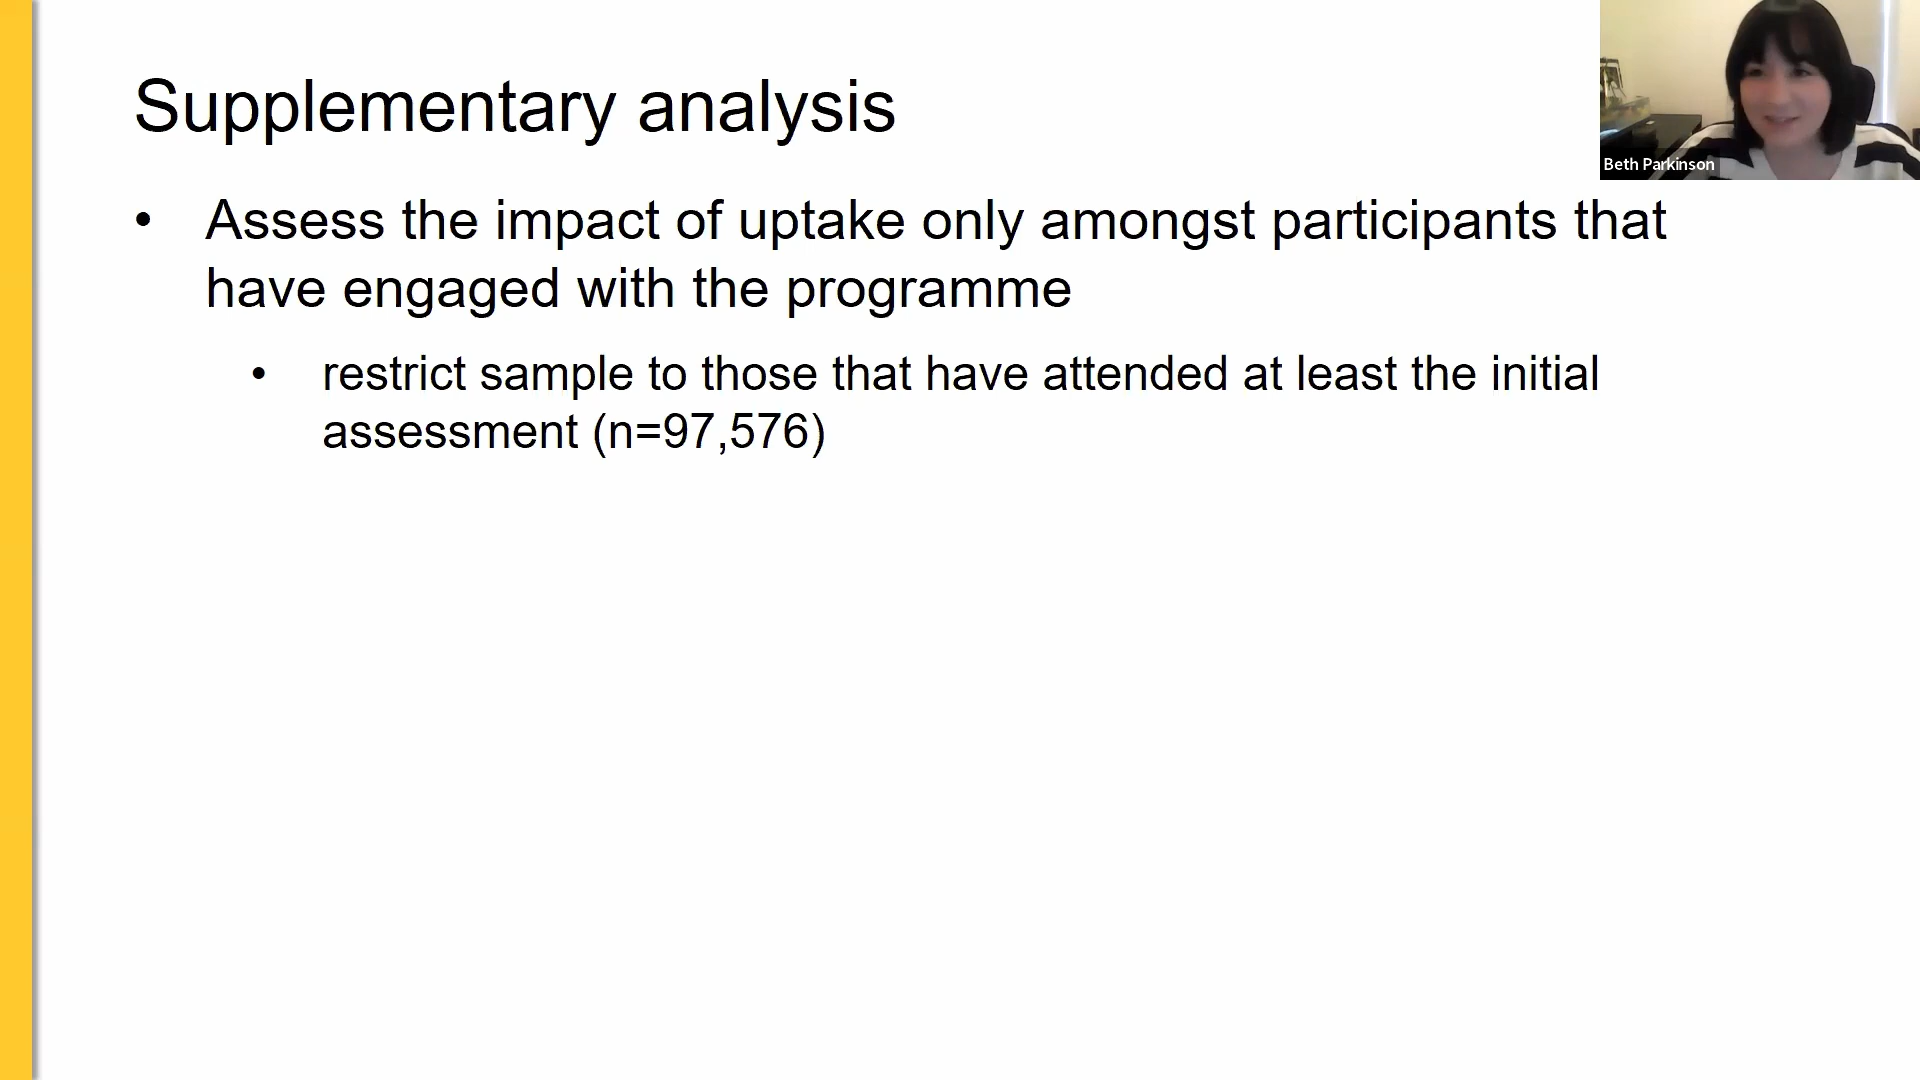 Supplementary analysis
Beth Parkinson
• Assess the impact of uptake only amongst participants that
have engaged with the programme
• restrict sample to those that have attended at least the initial
assessment (n=97,576)